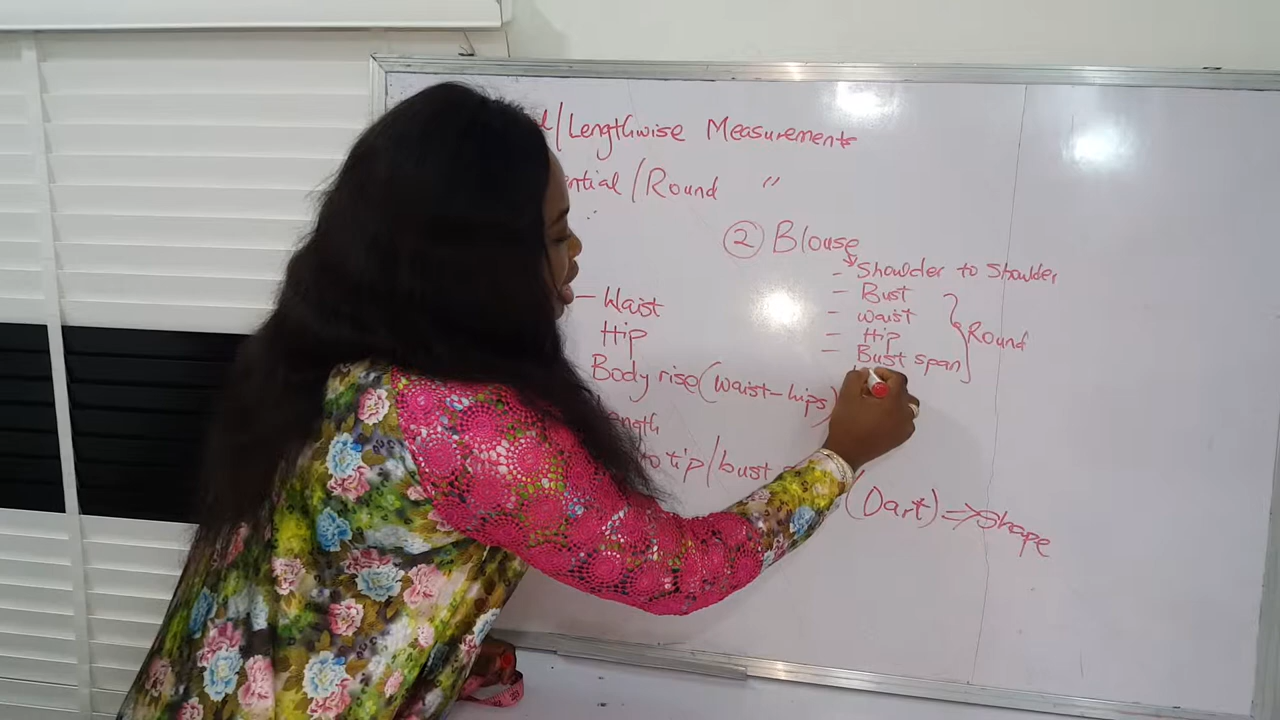 /Lengthwise Measurements
ntial/Round "
② Blouse
- Shoulder to Shoulder
- Bust
- waist
- Hip
- Bust span
Round
- Waist
Hip
Body rise (waist-hips)
Length
to tip/bust
(Dart) => Shape